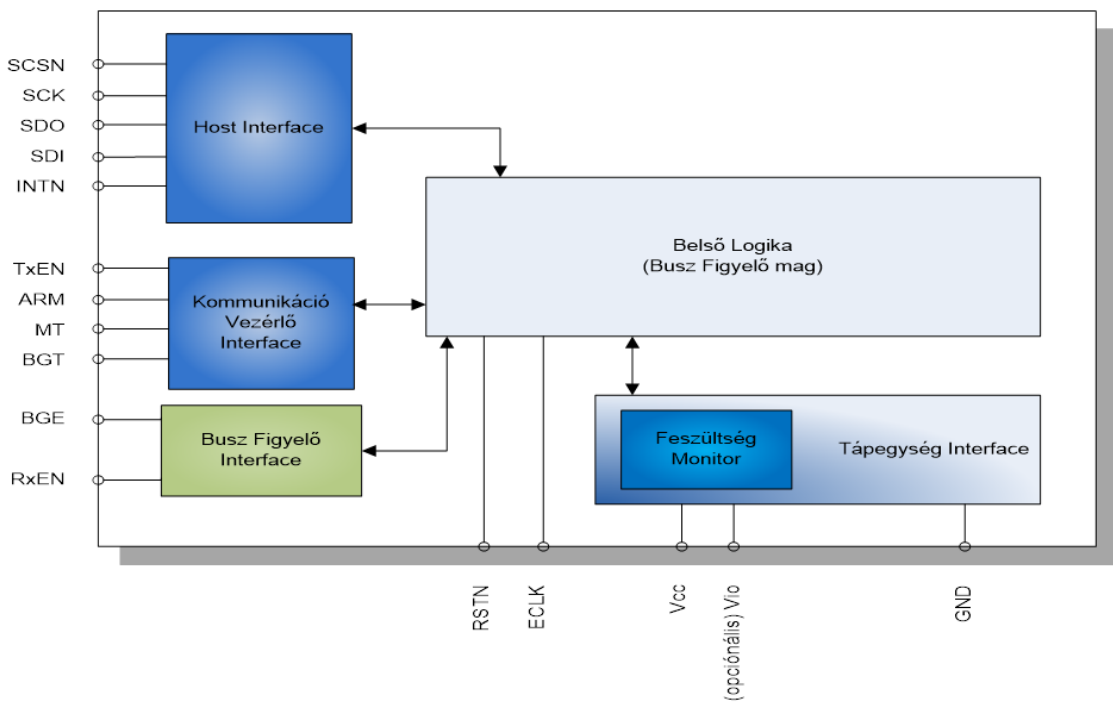 SCSN
SCK
SDO
SDI
INTN
Host Interface
TxEN
ARM
MT
BGT
Kommunikáció
Vezérlő
Interface
BGE
RxEN
Busz Figyelő
Interface
Belső Logika
(Busz Figyelő mag)
Feszültség
Monitor
Tápegység Interface
RSTN
ECLK
Vcc
(opciónális) Vio
GND